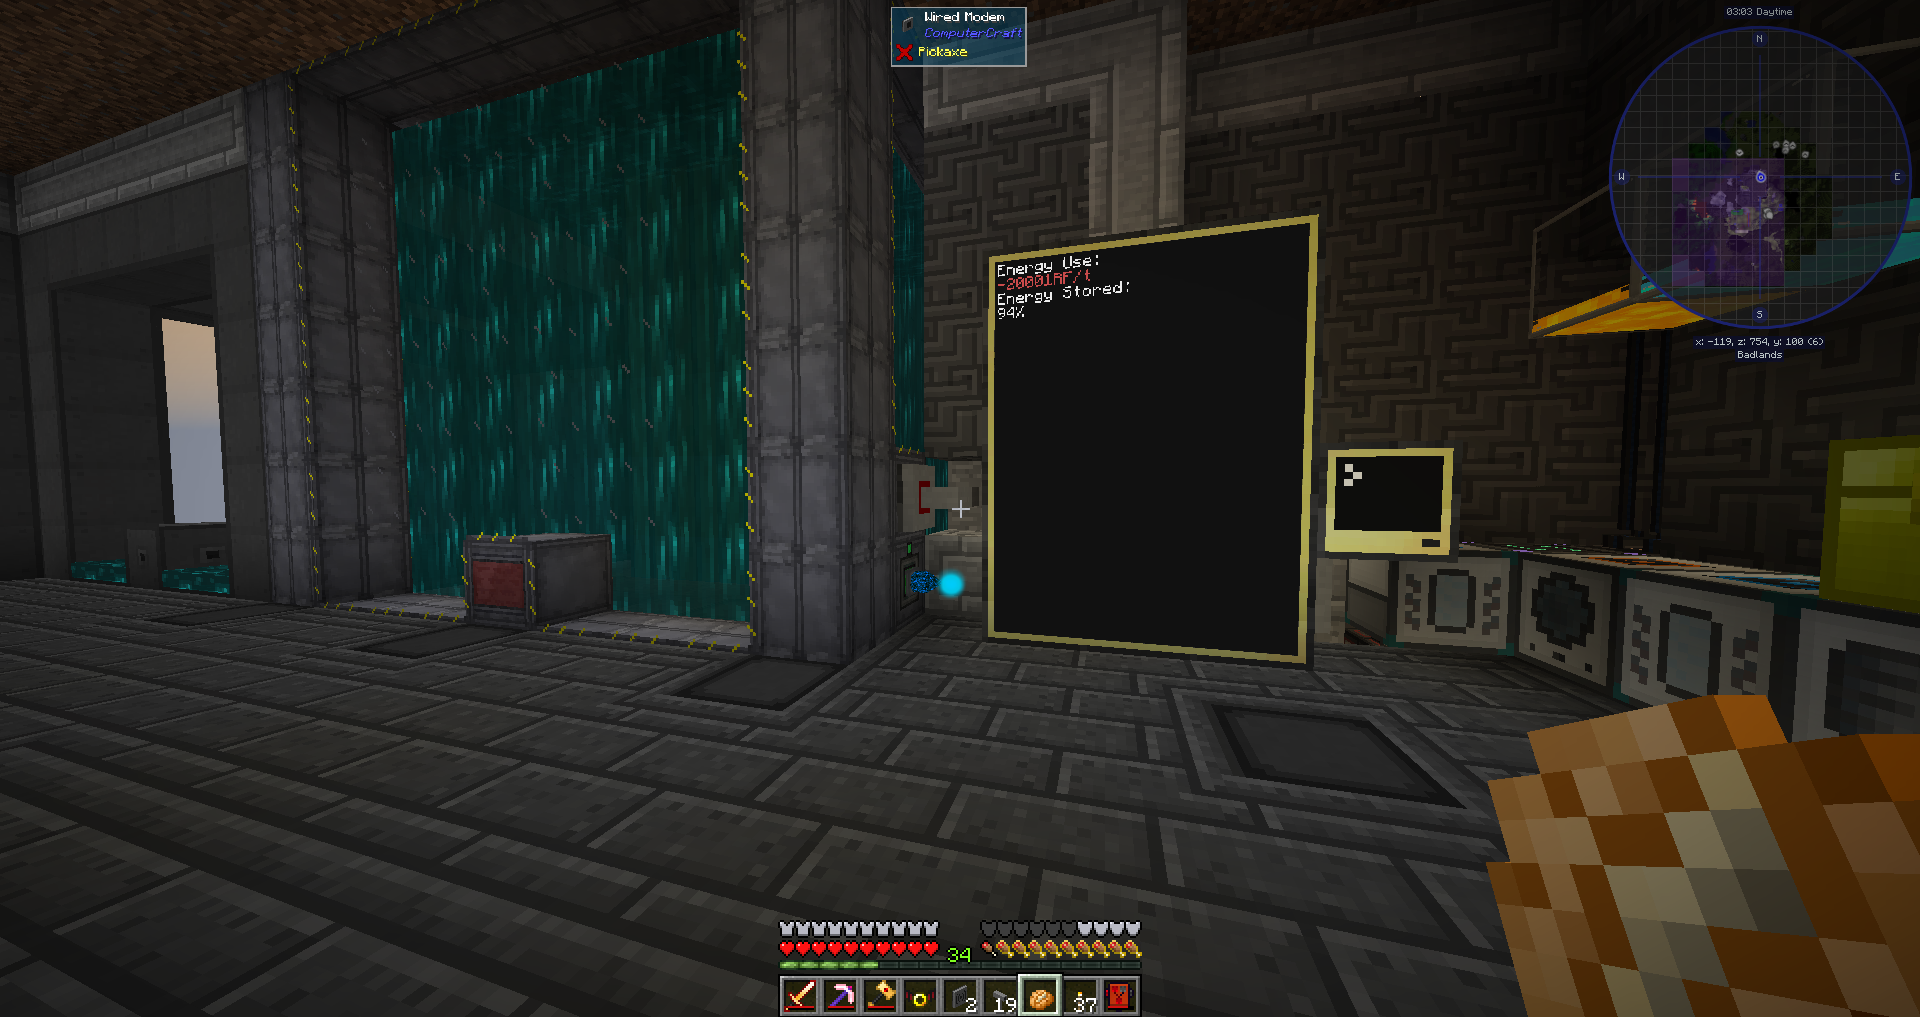 Wired Modem
ComputerCraft
Pickaxe
03:03 Daytime
N
W
E
S
x: -119, z: 754, y: 100 (6)
Badlands
Energy Use:
-20001RF/t
Energy Stored:
94%
34
2
19
37